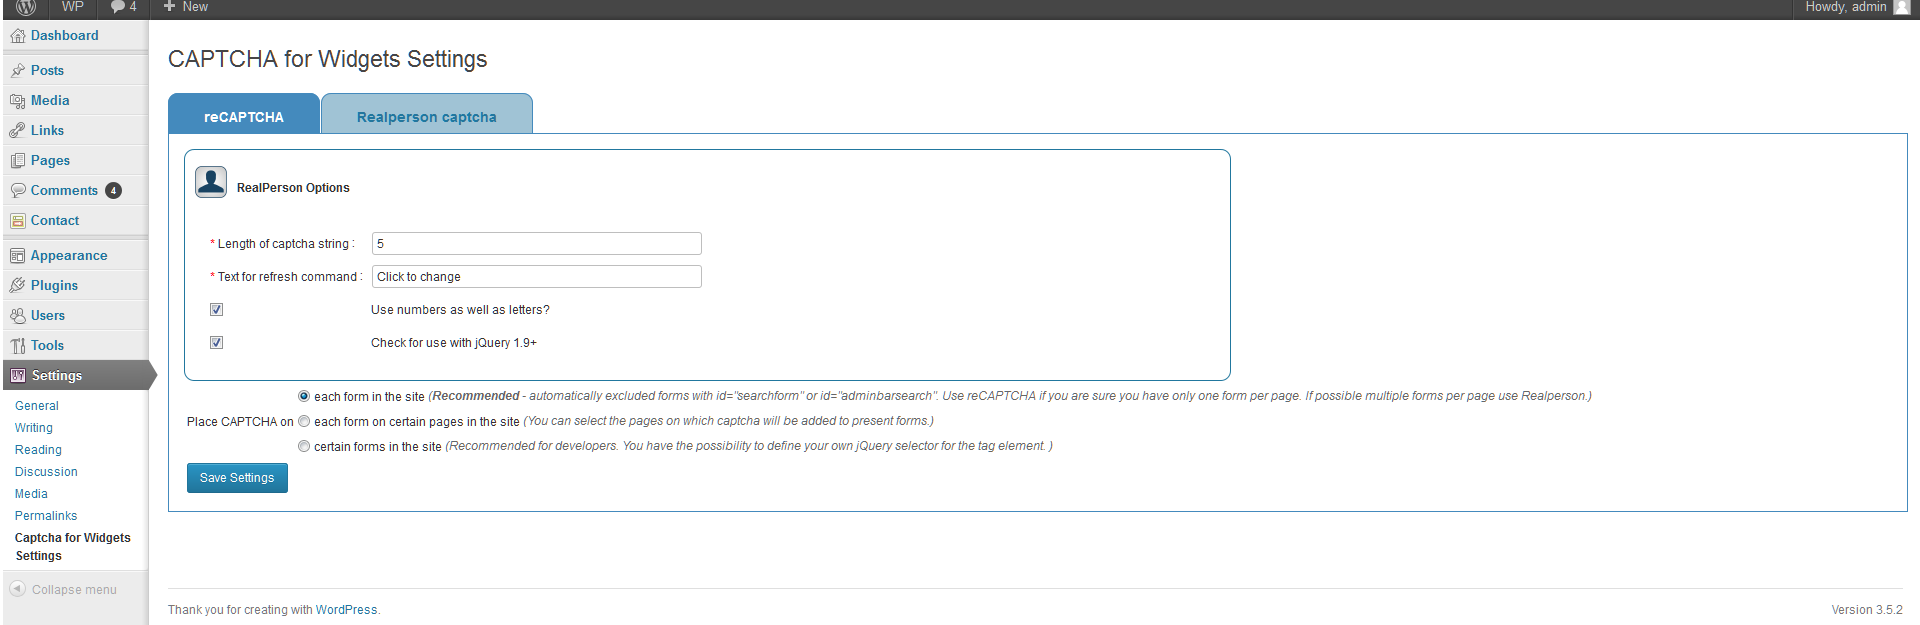 WP 4 New Howdy, admin
Dashboard
Posts
Media
Links
Pages
Comments 4
Contact
Appearance
Plugins
Users
Tools
Settings
General
Writing
Reading
Discussion
Media
Permalinks
Captcha for Widgets
Settings
Collapse menu
CAPTCHA for Widgets Settings
reCAPTCHA Realperson captcha
RealPerson Options
* Length of captcha string : 5
* Text for refresh command : Click to change
Use numbers as well as letters?
Check for use with jQuery 1.9+
each form in the site (Recommended - automatically excluded forms with id="searchform" or id="adminbarsearch". Use reCAPTCHA if you are sure you have only one form per page. If possible multiple forms per page use Realperson.)
Place CAPTCHA on each form on certain pages in the site (You can select the pages on which captcha will be added to present forms.)
certain forms in the site (Recommended for developers. You have the possibility to define your own jQuery selector for the tag element. )
Save Settings
Thank you for creating with WordPress. Version 3.5.2